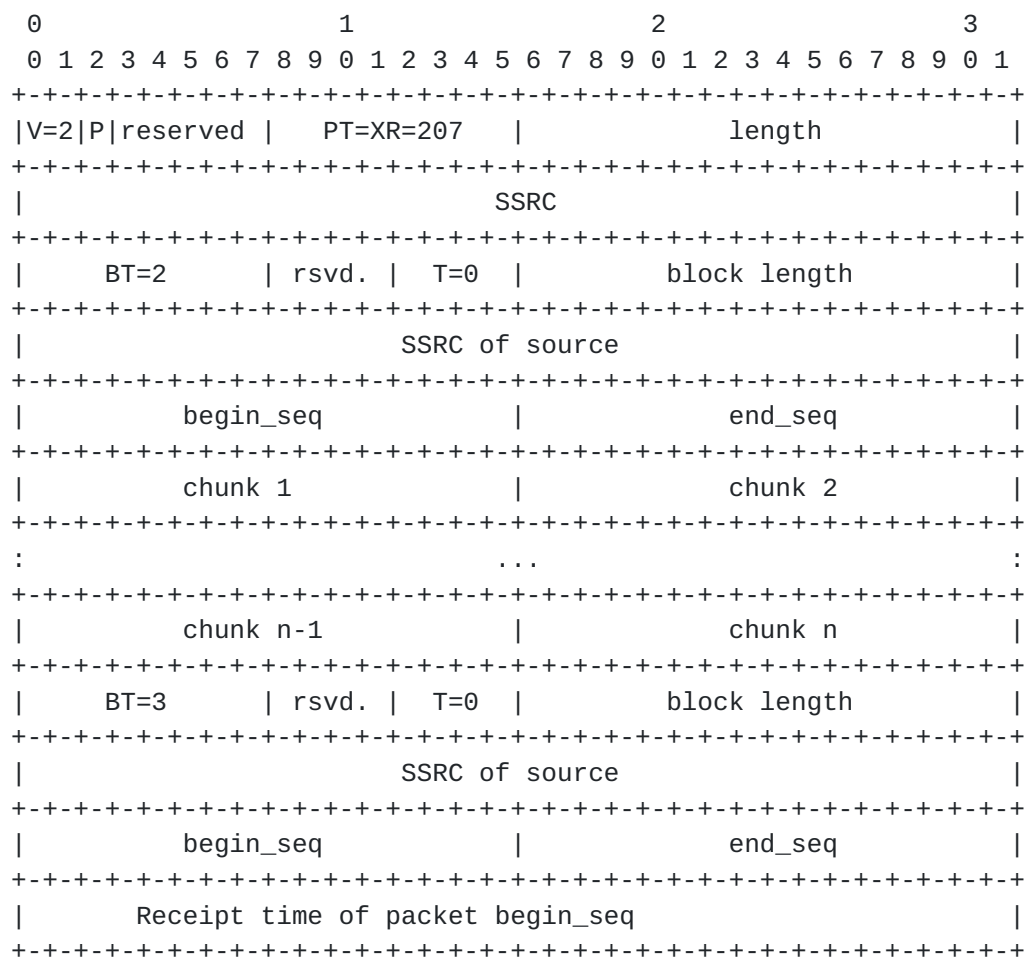 0                   1                   2                   3
 0 1 2 3 4 5 6 7 8 9 0 1 2 3 4 5 6 7 8 9 0 1 2 3 4 5 6 7 8 9 0 1
+-+-+-+-+-+-+-+-+-+-+-+-+-+-+-+-+-+-+-+-+-+-+-+-+-+-+-+-+-+-+-+-+
|V=2|P|reserved |   PT=XR=207   |             length            |
+-+-+-+-+-+-+-+-+-+-+-+-+-+-+-+-+-+-+-+-+-+-+-+-+-+-+-+-+-+-+-+-+
|                              SSRC                             |
+-+-+-+-+-+-+-+-+-+-+-+-+-+-+-+-+-+-+-+-+-+-+-+-+-+-+-+-+-+-+-+-+
|     BT=2      | rsvd. |  T=0  |         block length          |
+-+-+-+-+-+-+-+-+-+-+-+-+-+-+-+-+-+-+-+-+-+-+-+-+-+-+-+-+-+-+-+-+
|                        SSRC of source                         |
+-+-+-+-+-+-+-+-+-+-+-+-+-+-+-+-+-+-+-+-+-+-+-+-+-+-+-+-+-+-+-+-+
|          begin_seq            |             end_seq           |
+-+-+-+-+-+-+-+-+-+-+-+-+-+-+-+-+-+-+-+-+-+-+-+-+-+-+-+-+-+-+-+-+
|          chunk 1              |             chunk 2           |
+-+-+-+-+-+-+-+-+-+-+-+-+-+-+-+-+-+-+-+-+-+-+-+-+-+-+-+-+-+-+-+-+
:                              ...                              :
+-+-+-+-+-+-+-+-+-+-+-+-+-+-+-+-+-+-+-+-+-+-+-+-+-+-+-+-+-+-+-+-+
|          chunk n-1            |             chunk n           |
+-+-+-+-+-+-+-+-+-+-+-+-+-+-+-+-+-+-+-+-+-+-+-+-+-+-+-+-+-+-+-+-+
|     BT=3      | rsvd. |  T=0  |         block length          |
+-+-+-+-+-+-+-+-+-+-+-+-+-+-+-+-+-+-+-+-+-+-+-+-+-+-+-+-+-+-+-+-+
|                        SSRC of source                         |
+-+-+-+-+-+-+-+-+-+-+-+-+-+-+-+-+-+-+-+-+-+-+-+-+-+-+-+-+-+-+-+-+
|          begin_seq            |             end_seq           |
+-+-+-+-+-+-+-+-+-+-+-+-+-+-+-+-+-+-+-+-+-+-+-+-+-+-+-+-+-+-+-+-+
|       Receipt time of packet begin_seq                        |
+-+-+-+-+-+-+-+-+-+-+-+-+-+-+-+-+-+-+-+-+-+-+-+-+-+-+-+-+-+-+-+-+